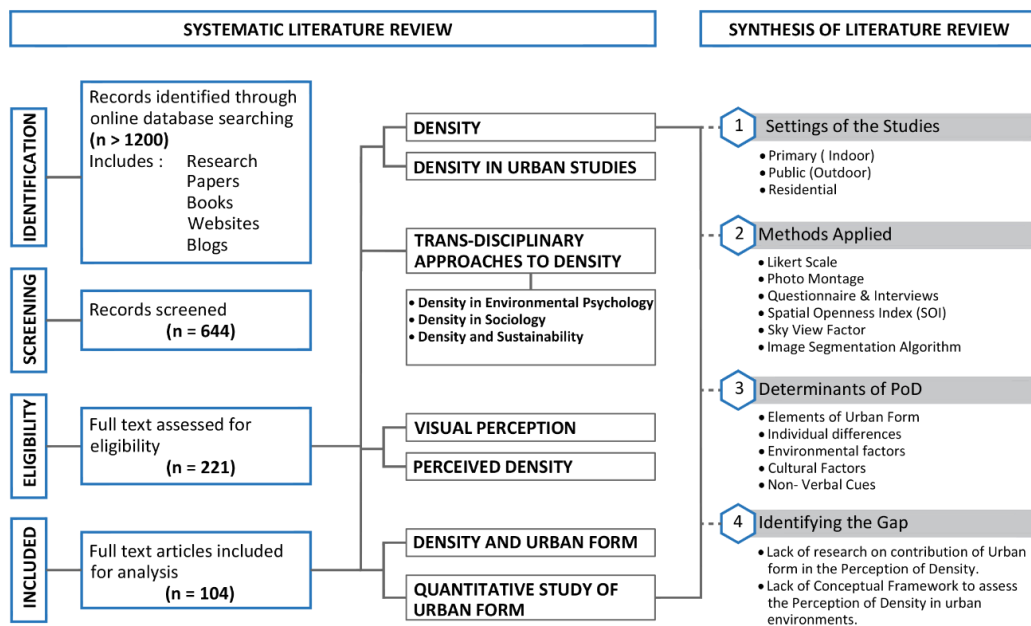 SYSTEMATIC LITERATURE REVIEW
SYNTHESIS OF LITERATURE REVIEW
IDENTIFICATION
Records identified through
online database searching
(n > 1200)
Includes : Research
Papers
Books
Websites
Blogs
SCREENING
Records screened
(n = 644)
ELIGIBILITY
Full text assessed for
eligibility
(n = 221)
INCLUDED
Full text articles included
for analysis
(n = 104)
DENSITY
DENSITY IN URBAN STUDIES
TRANS-DISCIPLINARY
APPROACHES TO DENSITY
• Density in Environmental Psychology
• Density in Sociology
• Density and Sustainability
VISUAL PERCEPTION
PERCEIVED DENSITY
DENSITY AND URBAN FORM
QUANTITATIVE STUDY OF
URBAN FORM
1 Settings of the Studies
• Primary ( Indoor)
• Public (Outdoor)
• Residential
2 Methods Applied
• Likert Scale
• Photo Montage
• Questionnaire & Interviews
• Spatial Openness Index (SOI)
• Sky View Factor
• Image Segmentation Algorithm
3 Determinants of PoD
• Elements of Urban Form
• Individual differences
• Environmental factors
• Cultural Factors
• Non- Verbal Cues
4 Identifying the Gap
• Lack of research on contribution of Urban
form in the Perception of Density.
• Lack of Conceptual Framework to assess
the Perception of Density in urban
environments.